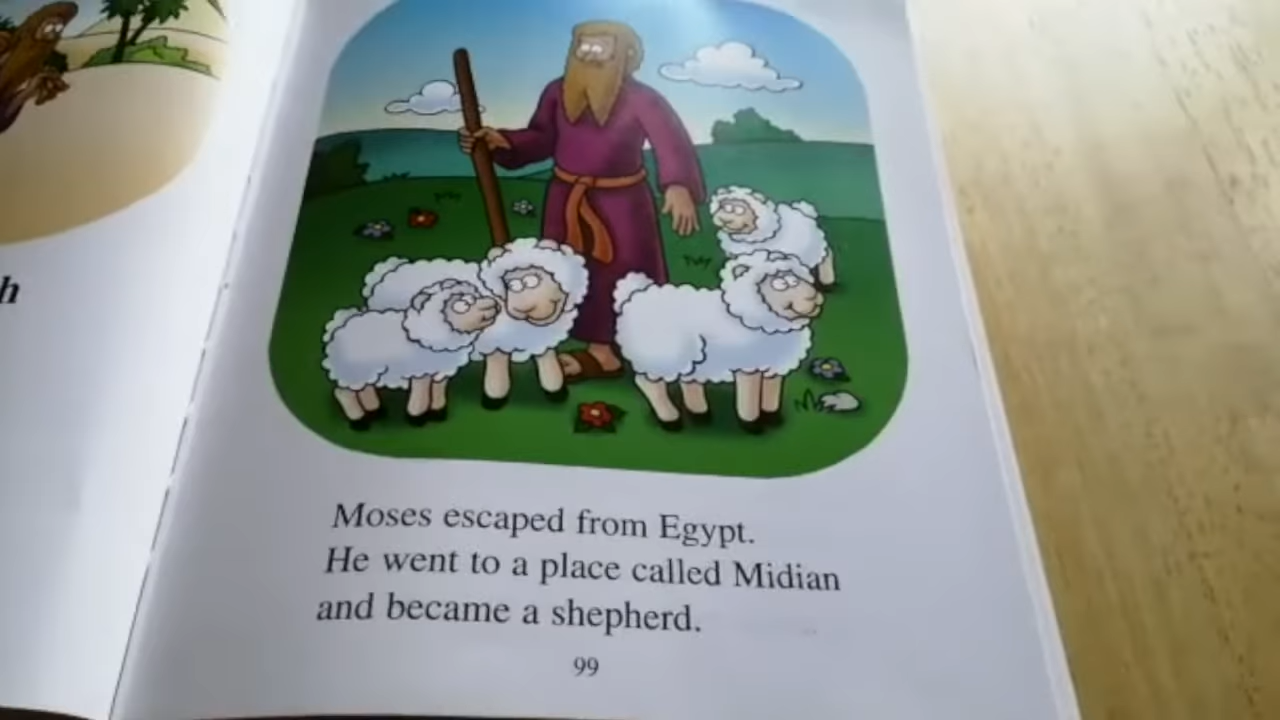 h
Moses escaped from Egypt.
He went to a place called Midian
and became a shepherd.
99